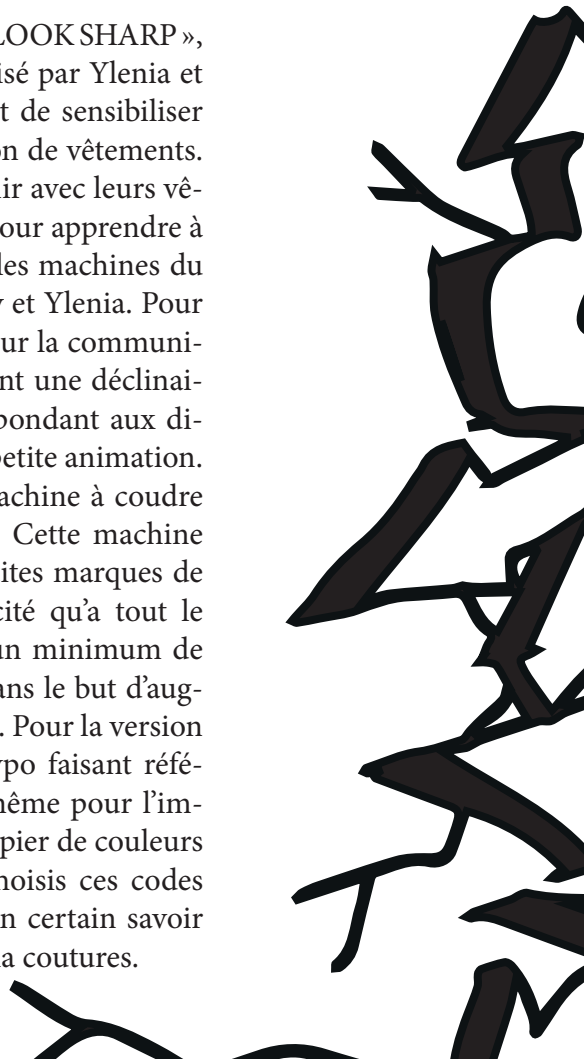 LOOK SHARP »,
isé par Ylenia et
t de sensibiliser
on de vêtements.
nir avec leurs vê-
our apprendre à
les machines du
y et Ylenia. Pour
ur la communi-
nt une déclinai-
pondant aux di-
petite animation.
achine à coudre
. Cette machine
ites marques de
cité qu'a tout le
un minimum de
ans le but d'aug-
. Pour la version
ypo faisant réfé-
nême pour l'im-
pier de couleurs
hoisis ces codes
n certain savoir
la coutures.